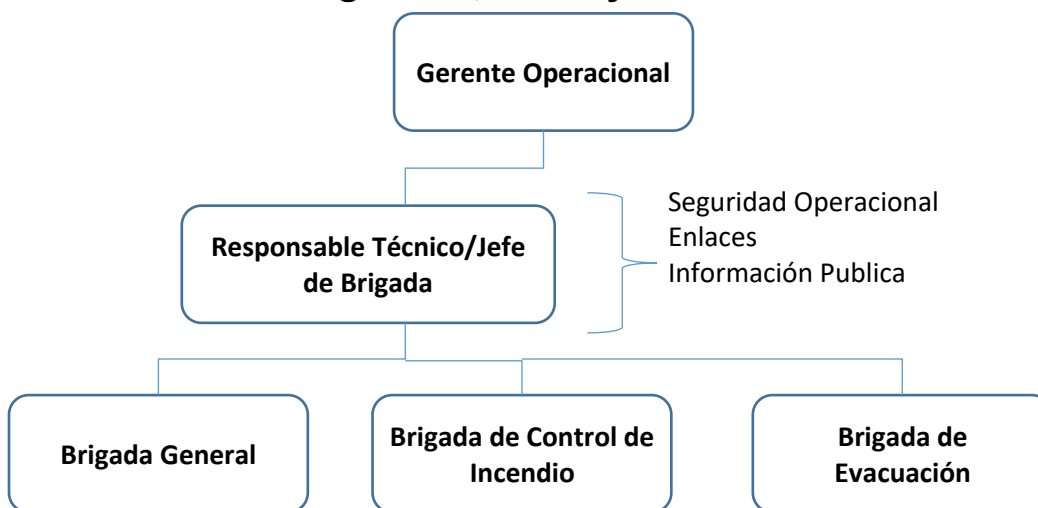 Gerente Operacional
Responsable Técnico/Jefe
de Brigada
Seguridad Operacional
Enlaces
Información Publica
Brigada General
Brigada de Control de
Incendio
Brigada de
Evacuación